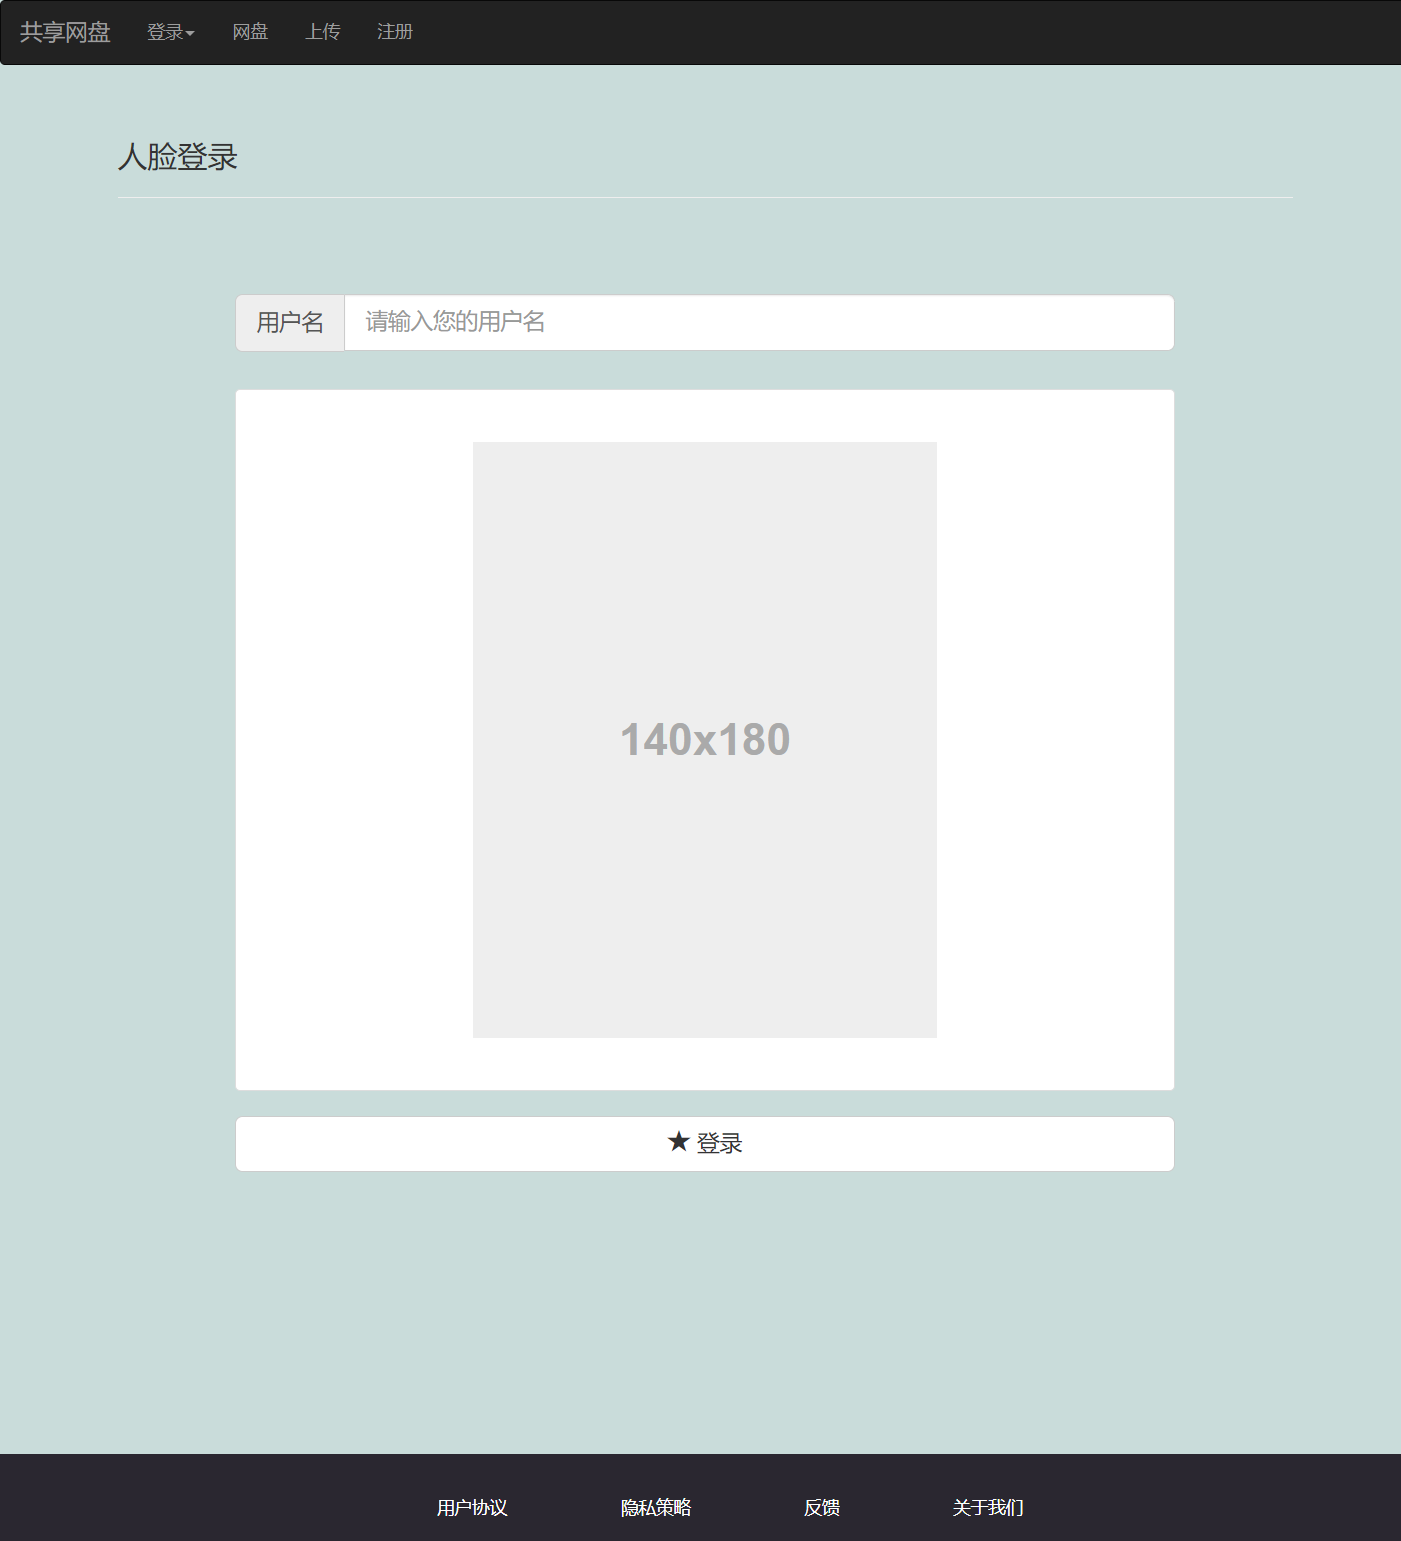 共享网盘 登录 网盘 上传 注册
人脸登录
用户名 请输入您的用户名
140x180
★ 登录
用户协议 隐私策略 反馈 关于我们